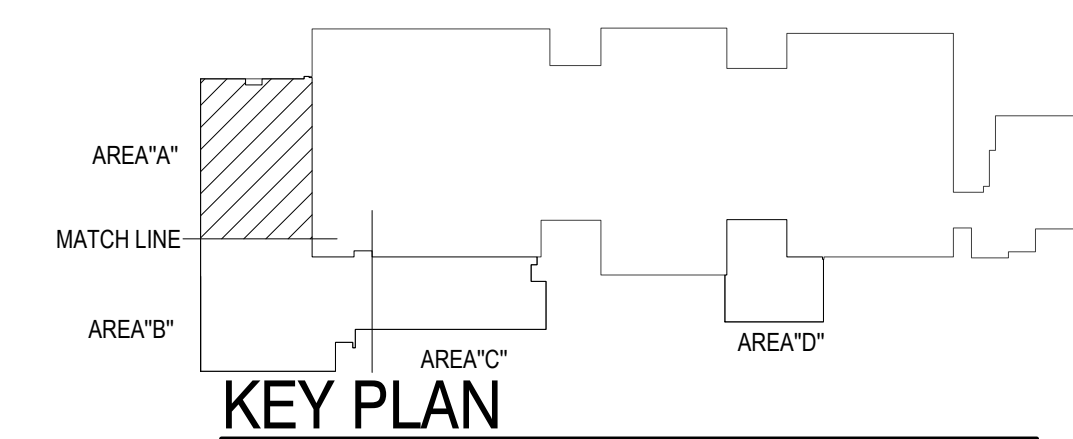 AREA"A"
MATCH LINE
AREA"B"
AREA"C"
AREA"D"
KEY PLAN